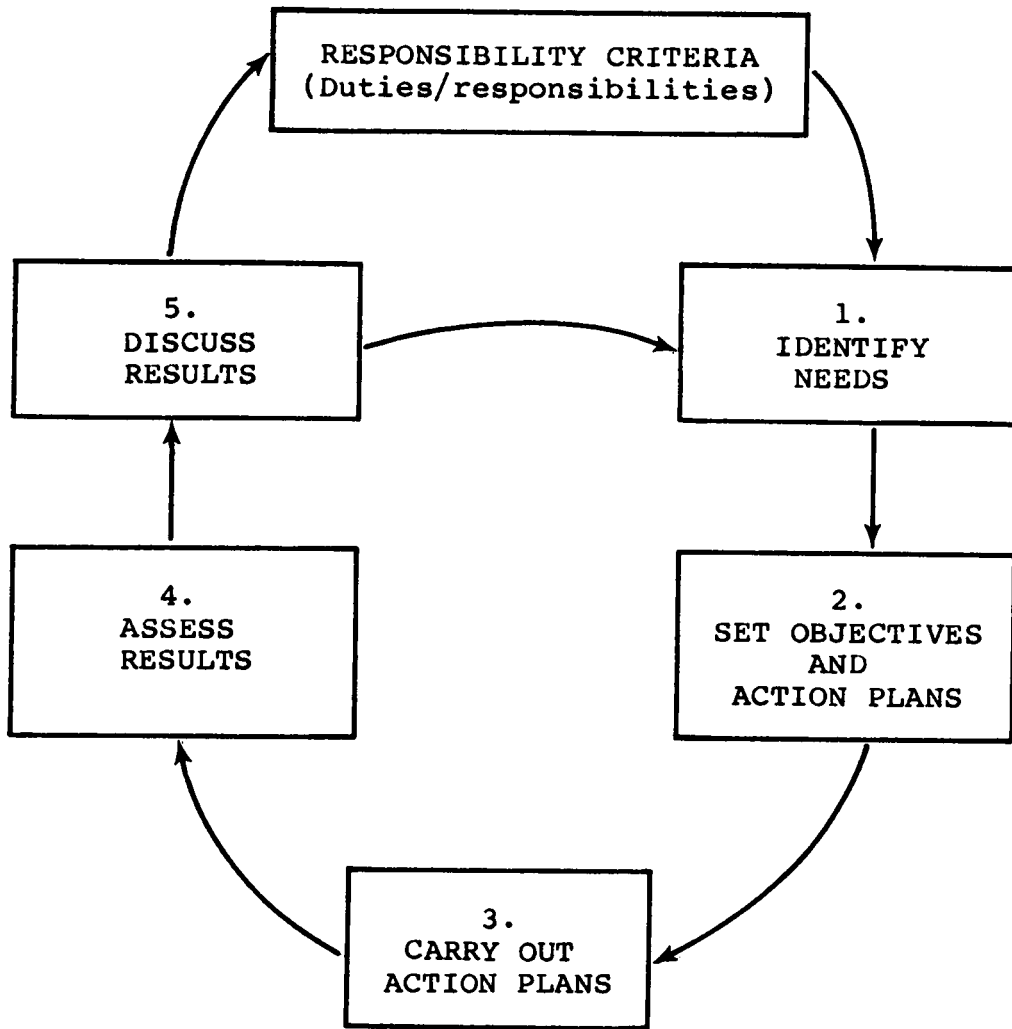 RESPONSIBILITY CRITERIA
(Duties/responsibilities)
1.
IDENTIFY
NEEDS
2.
SET OBJECTIVES
AND
ACTION PLANS
3.
CARRY OUT
ACTION PLANS
4.
ASSESS
RESULTS
5.
DISCUSS
RESULTS